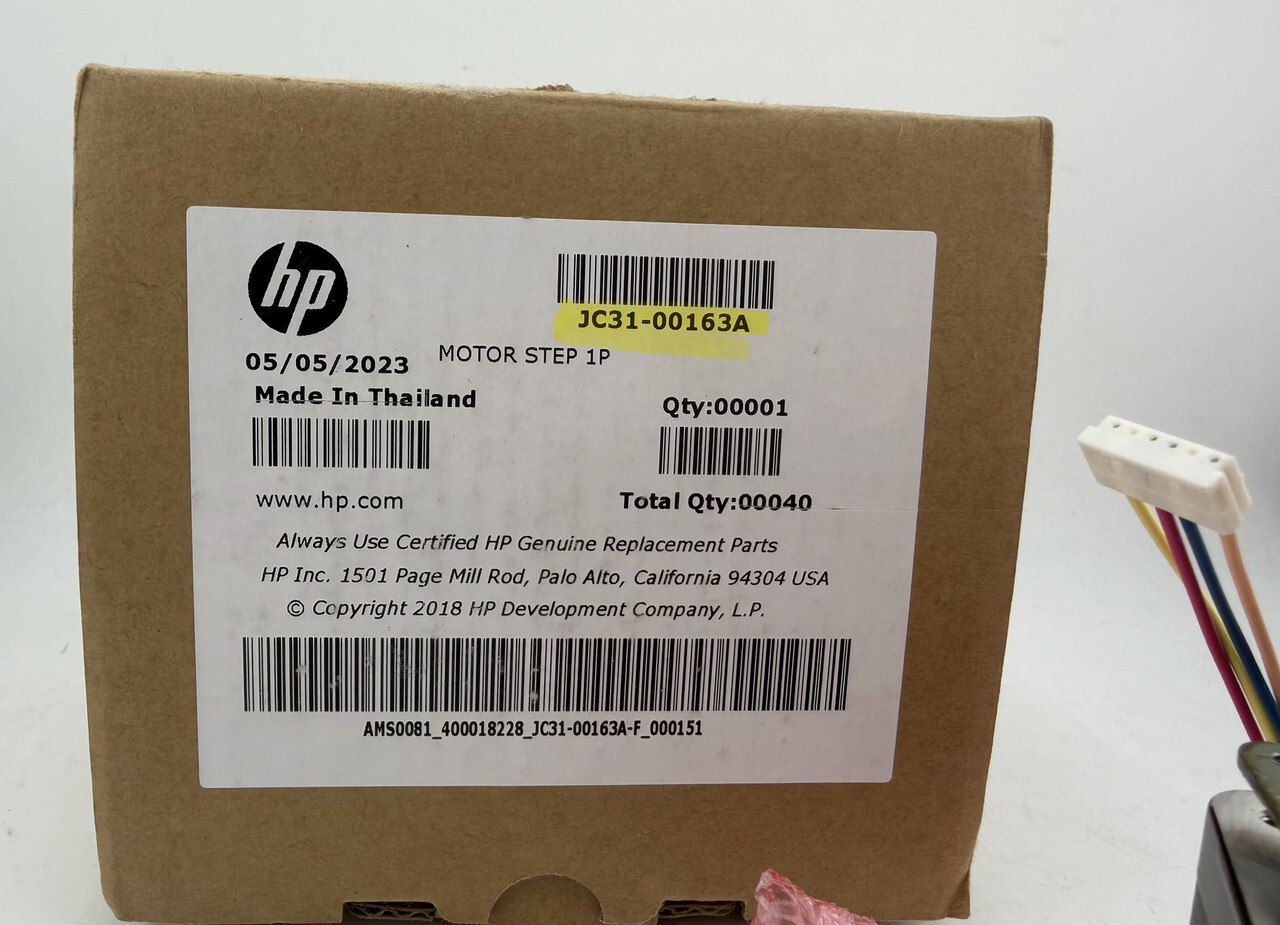 hp
JC31-00163A
MOTOR STEP 1P
05/05/2023
Made In Thailand
Qty:00001
www.hp.com
Total Qty:00040
Always Use Certified HP Genuine Replacement Parts
HP Inc. 1501 Page Mill Rod, Palo Alto, California 94304 USA
© Copyright 2018 HP Development Company, L.P.
AMS0081_400018228_JC31-00163A-F_000151